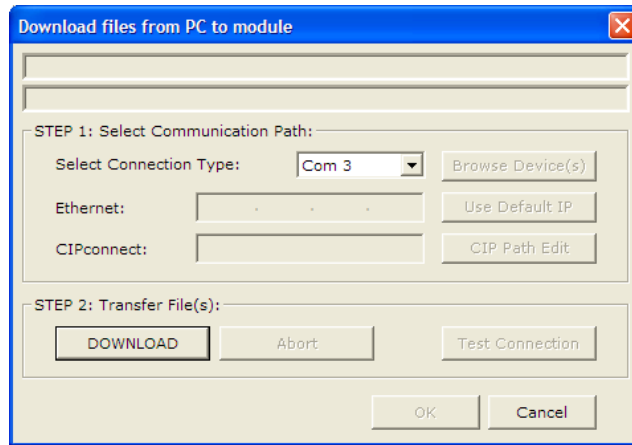 Download files from PC to module
STEP 1: Select Communication Path:
Select Connection Type: Com 3 Browse Device(s)
Ethernet: . . . Use Default IP
CIPconnect: CIP Path Edit
STEP 2: Transfer File(s):
DOWNLOAD Abort Test Connection
OK Cancel